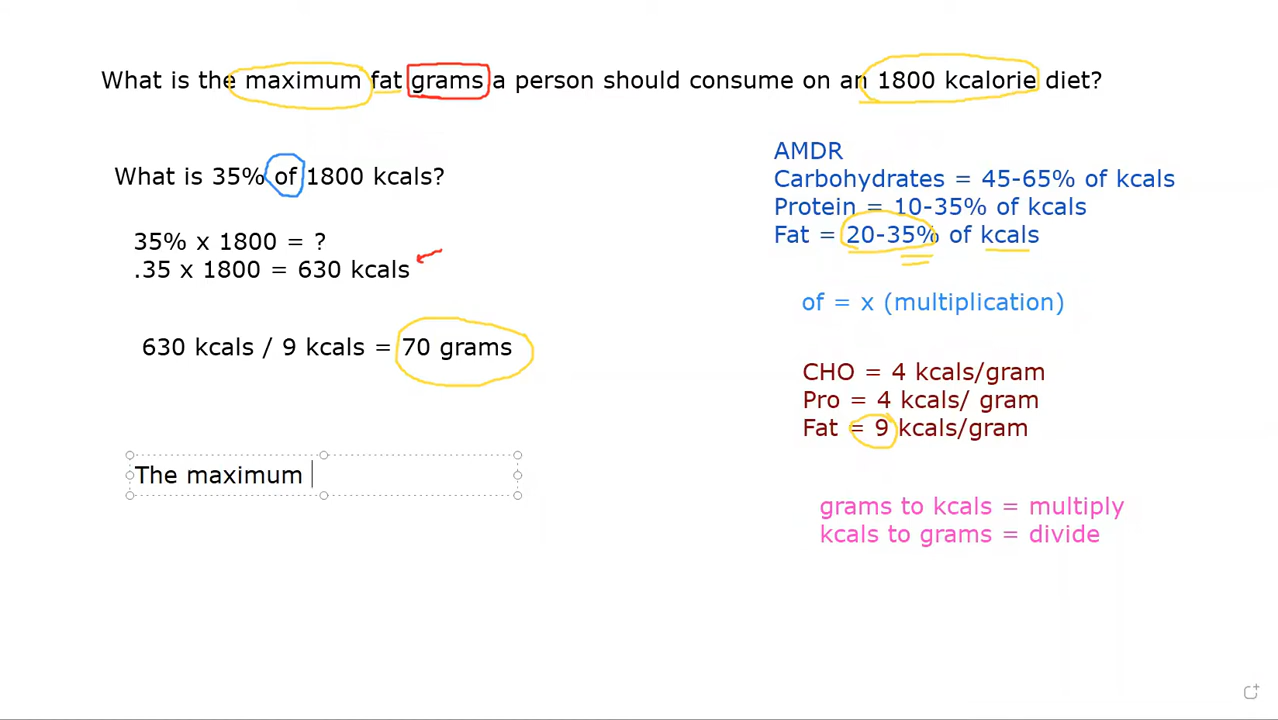 What is the maximum fat grams a person should consume on an 1800 kcalorie diet?
What is 35% of 1800 kcals?
35% x 1800 = ?
.35 x 1800 = 630 kcals
630 kcals / 9 kcals = 70 grams
The maximum
AMDR
Carbohydrates = 45-65% of kcals
Protein = 10-35% of kcals
Fat = 20-35% of kcals
of = x (multiplication)
CHO = 4 kcals/gram
Pro = 4 kcals/ gram
Fat = 9 kcals/gram
grams to kcals = multiply
kcals to grams = divide